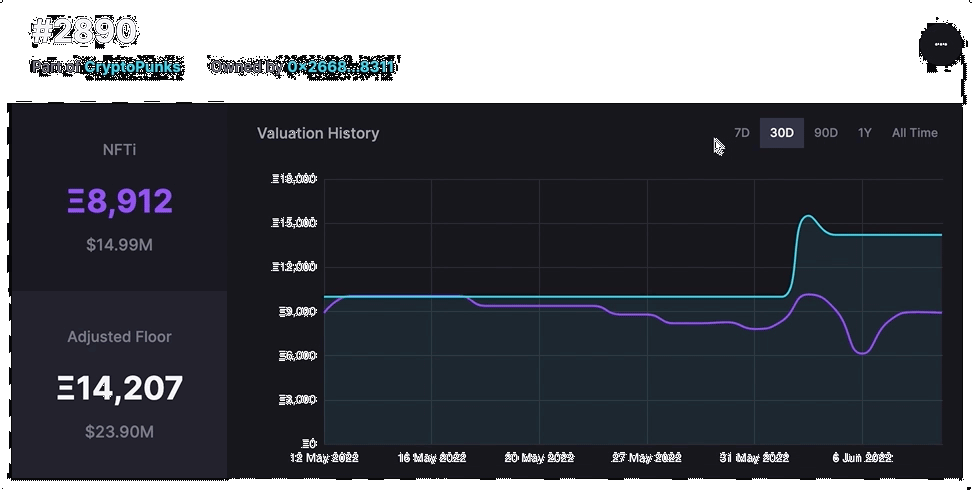 #2890
Part of CryptoPunks Owned by 0x2668...8311
NFTi
Ξ8,912
$14.99M
Adjusted Floor
Ξ14,207
$23.90M
Valuation History
7D 30D 90D 1Y All Time
Ξ18,000
Ξ15,000
Ξ12,000
Ξ9,000
Ξ6,000
Ξ3,000
Ξ0
12 May 2022 16 May 2022 20 May 2022 27 May 2022 31 May 2022 6 Jun 2022